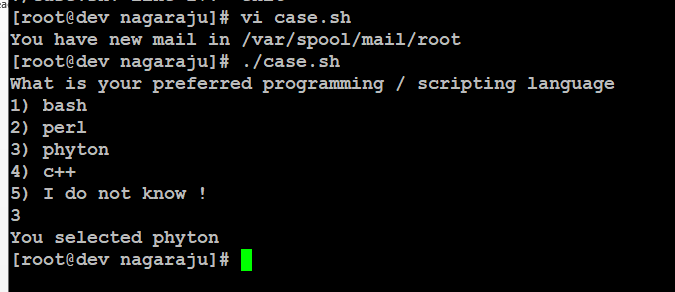 [root@dev nagaraju]# vi case.sh
You have new mail in /var/spool/mail/root
[root@dev nagaraju]# ./case.sh
What is your preferred programming / scripting language
1) bash
2) perl
3) phyton
4) c++
5) I do not know !
3
You selected phyton
[root@dev nagaraju]#